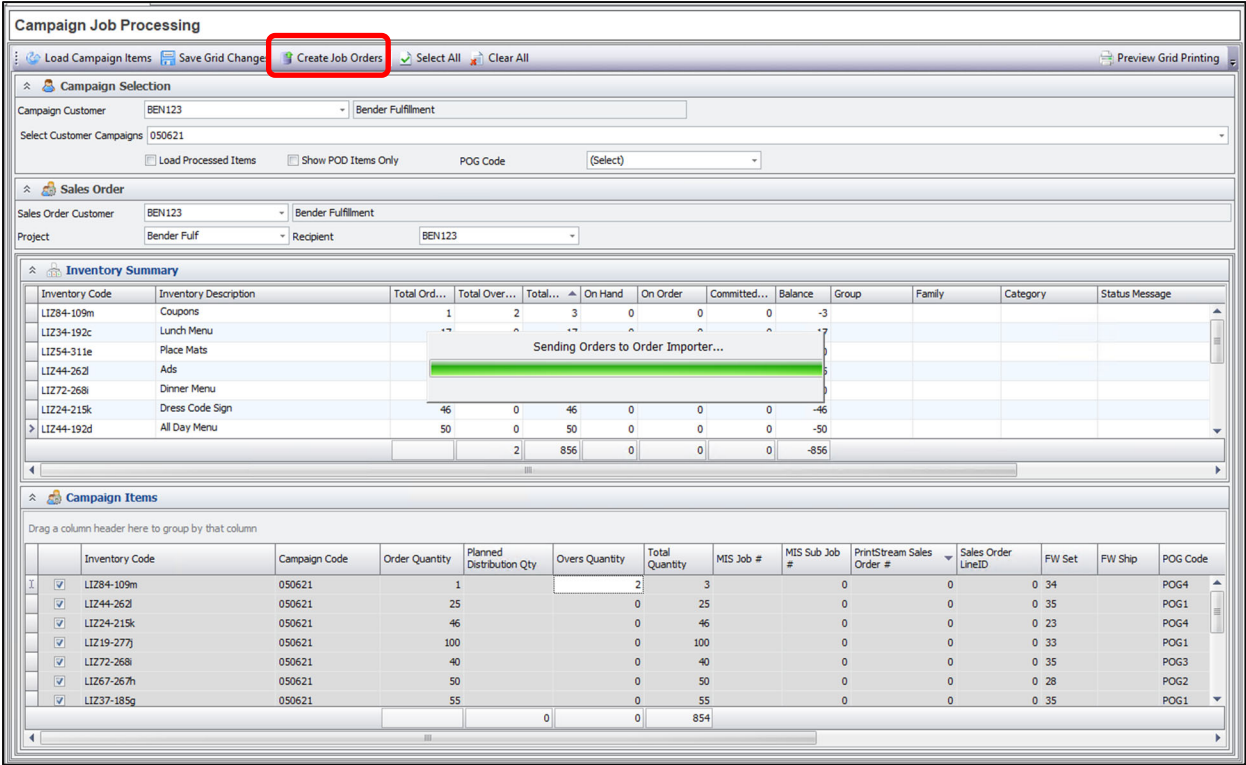 Campaign Job Processing
Load Campaign Items Save Grid Changes Create Job Orders Select All Clear All Preview Grid Printing
Campaign Selection
Campaign Customer BEN123 Bender Fulfillment
Select Customer Campaigns 050621
Load Processed Items Show POD Items Only POG Code (Select)
Sales Order
Sales Order Customer BEN123 Bender Fulfillment
Project Bender Fulf Recipient BEN123
Inventory Summary
Inventory Code Inventory Description Total Ord... Total Over... Total... On Hand On Order Committed... Balance Group Family Category Status Message
LIZ84-109m Coupons 1 2 3 0 0 0 -3
LIZ34-192c Lunch Menu 17 0 17 0 0 0 -17
Sending Orders to Order Importer...
LIZ54-311e Place Mats
LIZ44-262l Ads
LIZ72-268i Dinner Menu
LIZ24-215k Dress Code Sign 46 0 46 0 0 0 -46
LIZ44-192d All Day Menu 50 0 50 0 0 0 -50
2 856 0 0 0 -856
Campaign Items
Drag a column header here to group by that column
Inventory Code Campaign Code Order Quantity Planned Distribution Qty Overs Quantity Total Quantity MIS Job # MIS Sub Job # PrintStream Sales Order # Sales Order LineID FW Set FW Ship POG Code
LIZ84-109m 050621 1 2 3 0 0 0 34 POG4
LIZ44-262l 050621 25 0 25 0 0 0 35 POG1
LIZ24-215k 050621 46 0 46 0 0 0 23 POG4
LIZ19-277j 050621 100 0 100 0 0 0 33 POG1
LIZ72-268i 050621 40 0 40 0 0 0 35 POG3
LIZ67-267h 050621 50 0 50 0 0 0 28 POG2
LIZ37-185g 050621 55 0 55 0 0 0 35 POG1
0 0 854